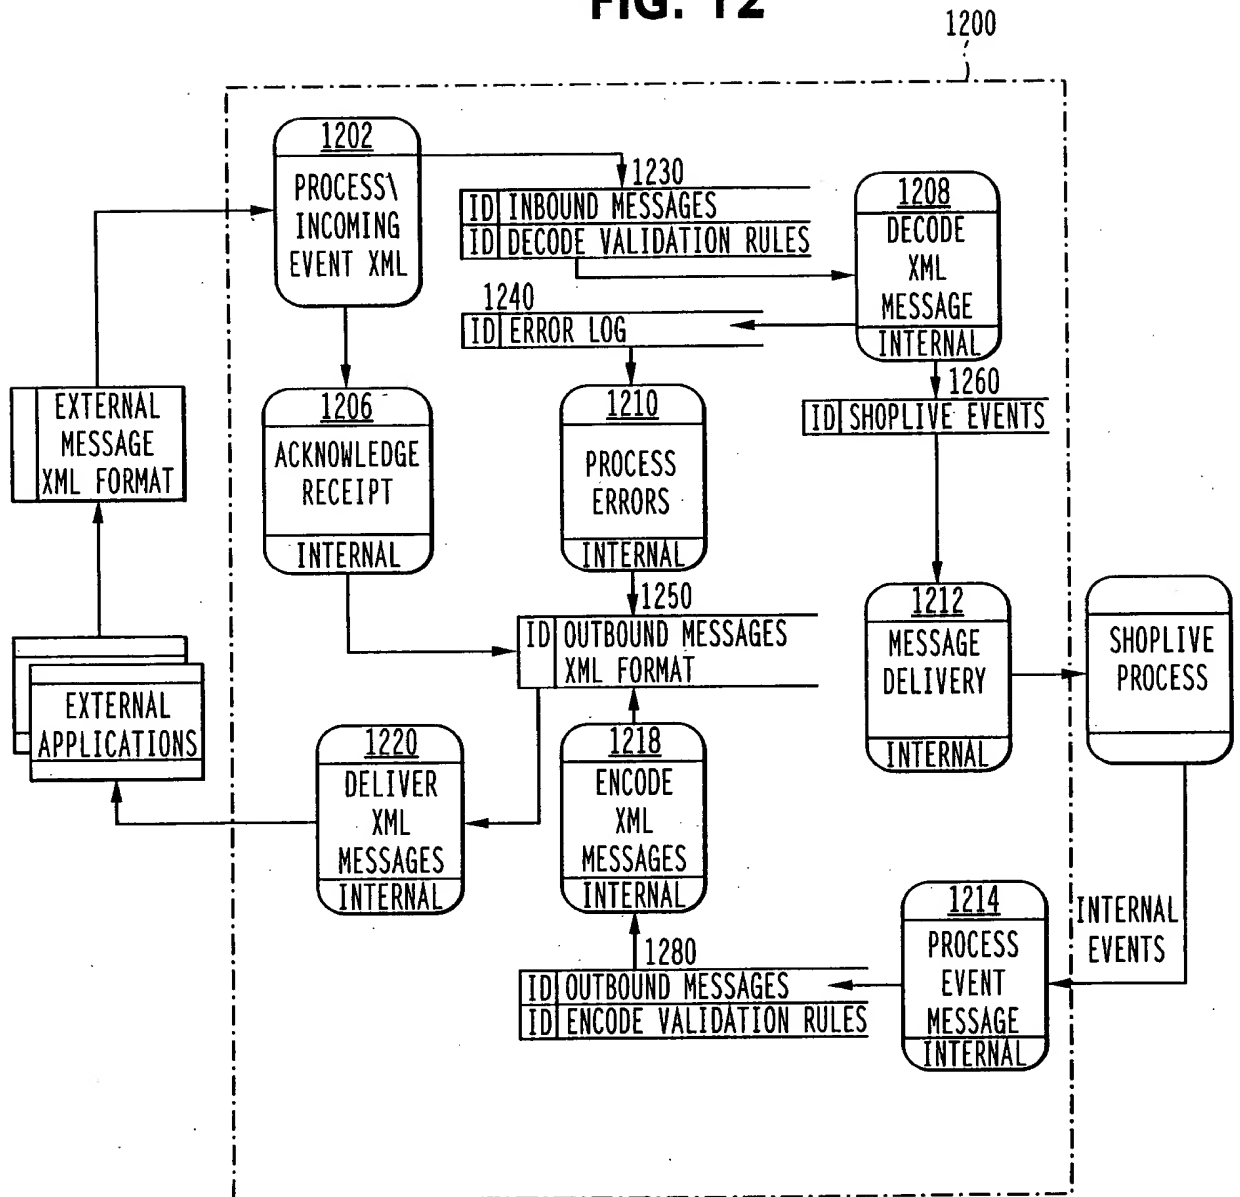 FIG. 12
1200
1202
PROCESS\
INCOMING
EVENT XML
1230
ID INBOUND MESSAGES
ID DECODE VALIDATION RULES
1208
DECODE
XML
MESSAGE
INTERNAL
1240
ID ERROR LOG
1260
ID SHOPLIVE EVENTS
EXTERNAL
MESSAGE
XML FORMAT
1206
ACKNOWLEDGE
RECEIPT
INTERNAL
1210
PROCESS
ERRORS
INTERNAL
1250
ID OUTBOUND MESSAGES
XML FORMAT
1212
MESSAGE
DELIVERY
INTERNAL
SHOPLIVE
PROCESS
EXTERNAL
APPLICATIONS
1220
DELIVER
XML
MESSAGES
INTERNAL
1218
ENCODE
XML
MESSAGES
INTERNAL
1214
PROCESS
EVENT
MESSAGE
INTERNAL
INTERNAL
EVENTS
1280
ID OUTBOUND MESSAGES
ID ENCODE VALIDATION RULES